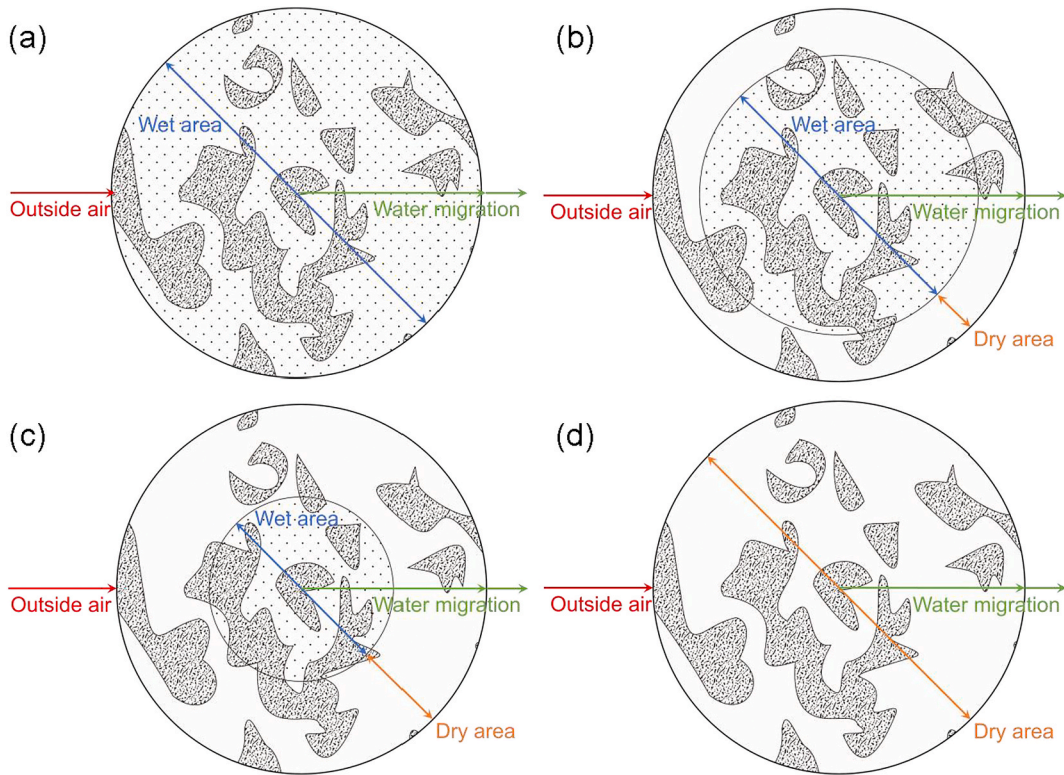 (a)
Wet area
Outside air
Water migration
(b)
Wet area
Outside air
Water migration
Dry area
(c)
Wet area
Outside air
Water migration
Dry area
(d)
Outside air
Water migration
Dry area